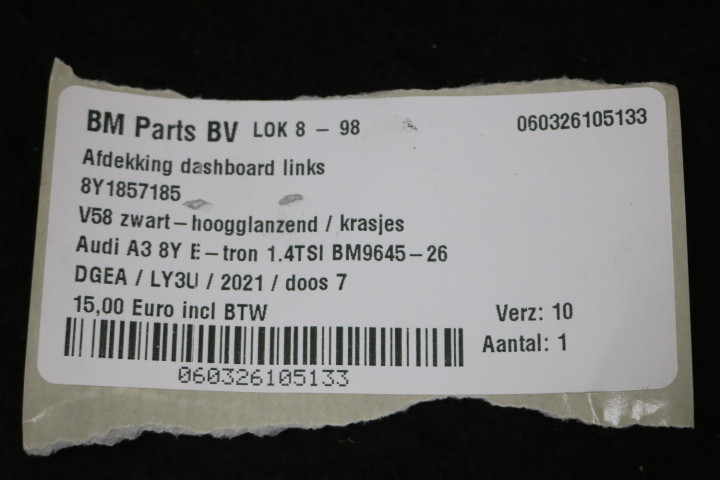 BM Parts BV LOK 8 - 98 060326105133
Afdekking dashboard links
8Y1857185
V58 zwart-hoogglanzend / krasjes
Audi A3 8Y E-tron 1.4TSI BM9645-26
DGEA / LY3U / 2021 / doos 7
15,00 Euro incl BTW Verz: 10
Aantal: 1
060326105133